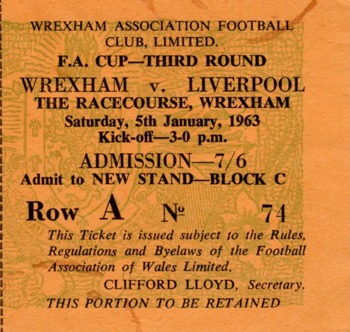 WREXHAM ASSOCIATION FOOTBALL
CLUB, LIMITED.
F.A. CUP—THIRD ROUND
WREXHAM v. LIVERPOOL
THE RACECOURSE, WREXHAM
Saturday, 5th January, 1963
Kick-off—3-0 p.m.
ADMISSION—7/6
Admit to NEW STAND—BLOCK C
Row A No 74
This Ticket is issued subject to the Rules,
Regulations and Byelaws of the Football
Association of Wales Limited.
CLIFFORD LLOYD, Secretary.
THIS PORTION TO BE RETAINED